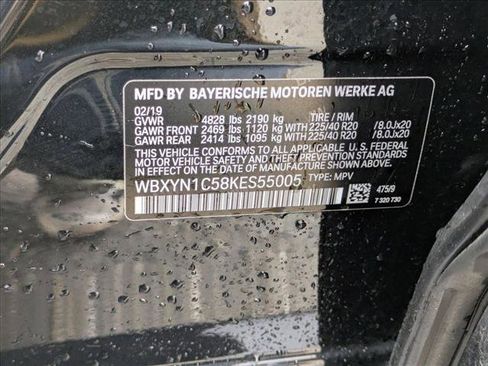 MFD BY BAYERISCHE MOTOREN WERKE AG
02/19
GVWR 4828 lbs 2190 kg TIRE / RIM
GAWR FRONT 2469 lbs 1120 kg WITH 225/40 R20 /8.0Jx20
GAWR REAR 2414 lbs 1095 kg WITH 225/40 R20 /8.0Jx20
THIS VEHICLE CONFORMS TO ALL APPLICABLE U.S. FEDERAL
MOTOR VEHICLE SAFETY, BUMPER, AND THEFT PREVENTION STANDARDS
IN EFFECT ON THE DATE OF MANUFACTURE SHOWN ABOVE.
WBXYN1C58KES55005 TYPE: MPV
475/9
7 320 730